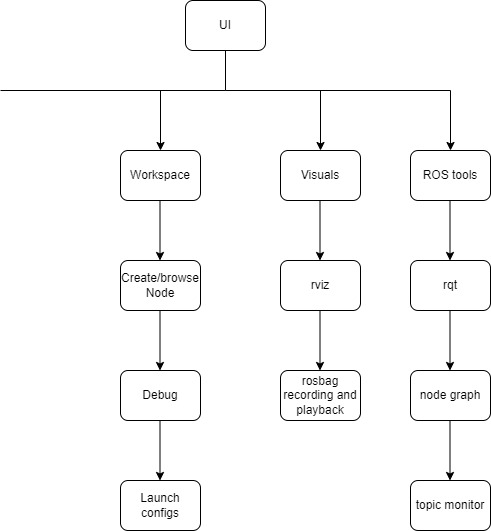 UI
Workspace
Visuals
ROS tools
Create/browse
Node
rviz
rqt
Debug
rosbag
recording and
playback
node graph
Launch
configs
topic monitor